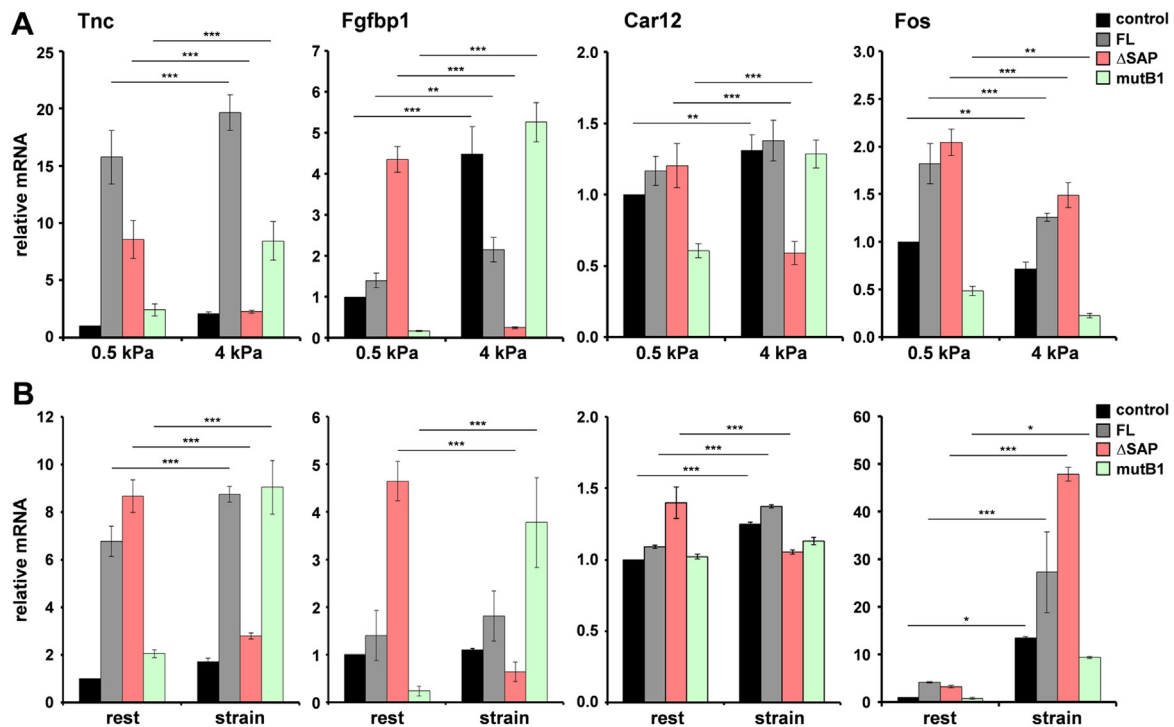 A
Tnc
Fgfbp1
Car12
Fos
relative mRNA
25
20
15
10
5
0
***
***
***
0.5 kPa
4 kPa
7
6
5
4
3
2
1
0
***
***
**
***
0.5 kPa
4 kPa
2.0
1.5
1.0
0.5
0.0
***
***
**
0.5 kPa
4 kPa
3.0
2.5
2.0
1.5
1.0
0.5
0.0
**
***
***
**
0.5 kPa
4 kPa
control
FL
ΔSAP
mutB1
B
relative mRNA
12
10
8
6
4
2
0
***
***
***
rest
strain
6
5
4
3
2
1
0
***
***
rest
strain
2.0
1.5
1.0
0.5
0.0
***
***
***
rest
strain
60
50
40
30
20
10
0
*
***
***
*
rest
strain
control
FL
ΔSAP
mutB1